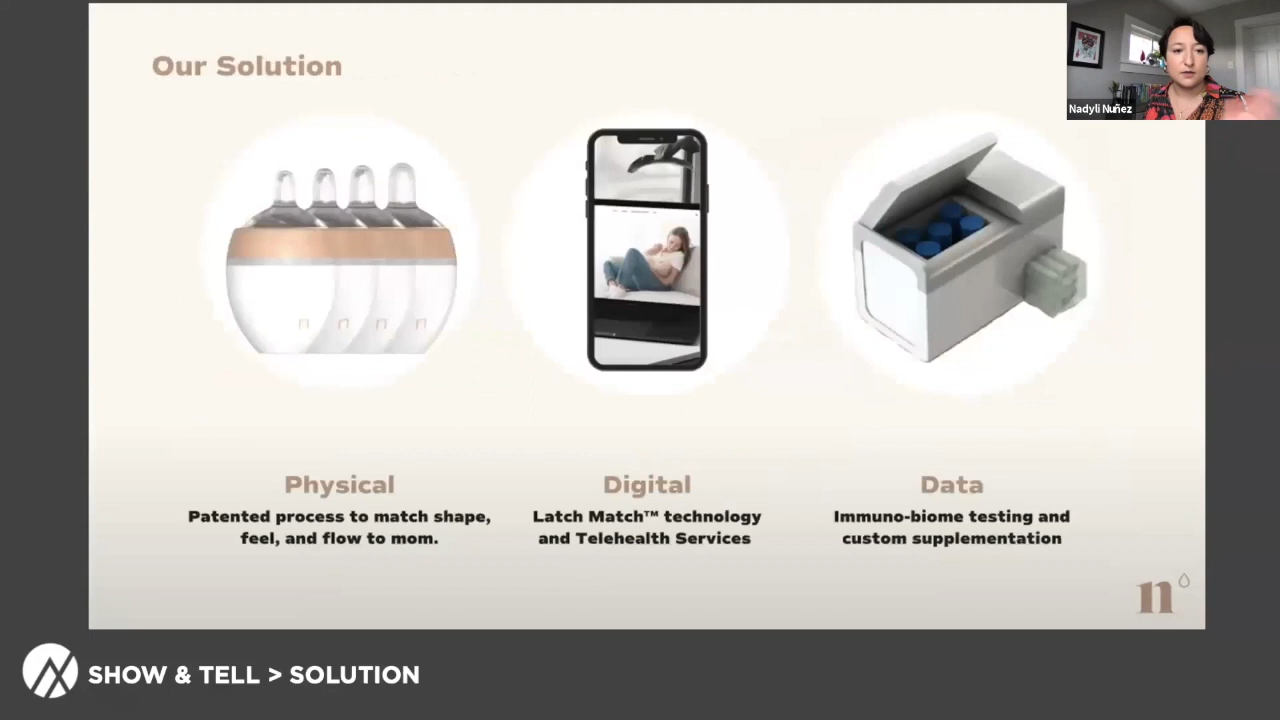 Our Solution
Nadyli Nuñez
Physical
Patented process to match shape,
feel, and flow to mom.
Digital
Latch Match™ technology
and Telehealth Services
Data
Immuno-biome testing and
custom supplementation
n
SHOW & TELL > SOLUTION